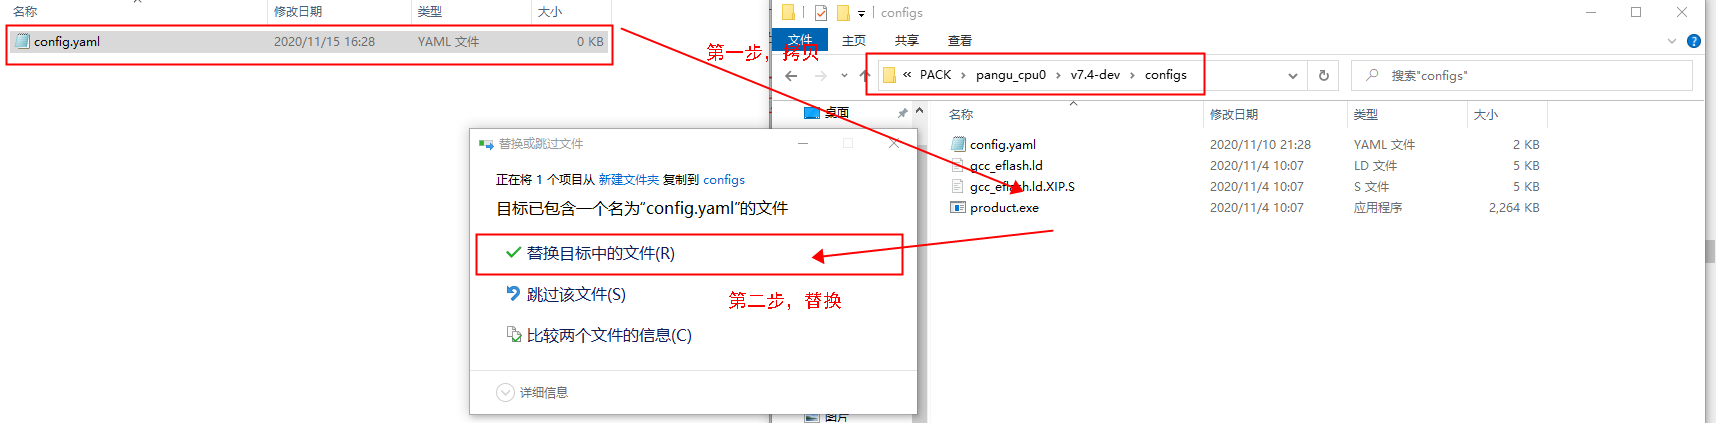 名称 修改日期 类型 大小
config.yaml 2020/11/15 16:28 YAML 文件 0 KB
第一步，拷贝
configs
文件 主页 共享 查看
« PACK › pangu_cpu0 › v7.4-dev › configs
搜索"configs"
桌面
名称 修改日期 类型 大小
config.yaml 2020/11/10 21:28 YAML 文件 2 KB
gcc_eflash.ld 2020/11/4 10:07 LD 文件 5 KB
gcc_eflash.ld.XIP.S 2020/11/4 10:07 S 文件 5 KB
product.exe 2020/11/4 10:07 应用程序 2,264 KB
替换或跳过文件
正在将 1 个项目从 新建文件夹 复制到 configs
目标已包含一个名为"config.yaml"的文件
替换目标中的文件(R)
跳过该文件(S)
第二步，替换
比较两个文件的信息(C)
详细信息
图片